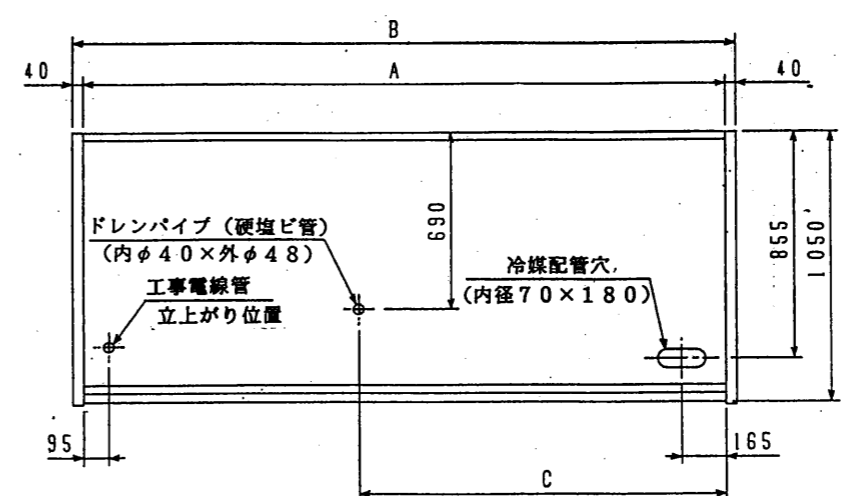 B
40
A
40
690
855
1050
ドレンパイプ（硬塩ビ管）
（内φ40×外φ48）
冷媒配管穴
（内径70×180）
工事電線管
立上がり位置
95
165
C